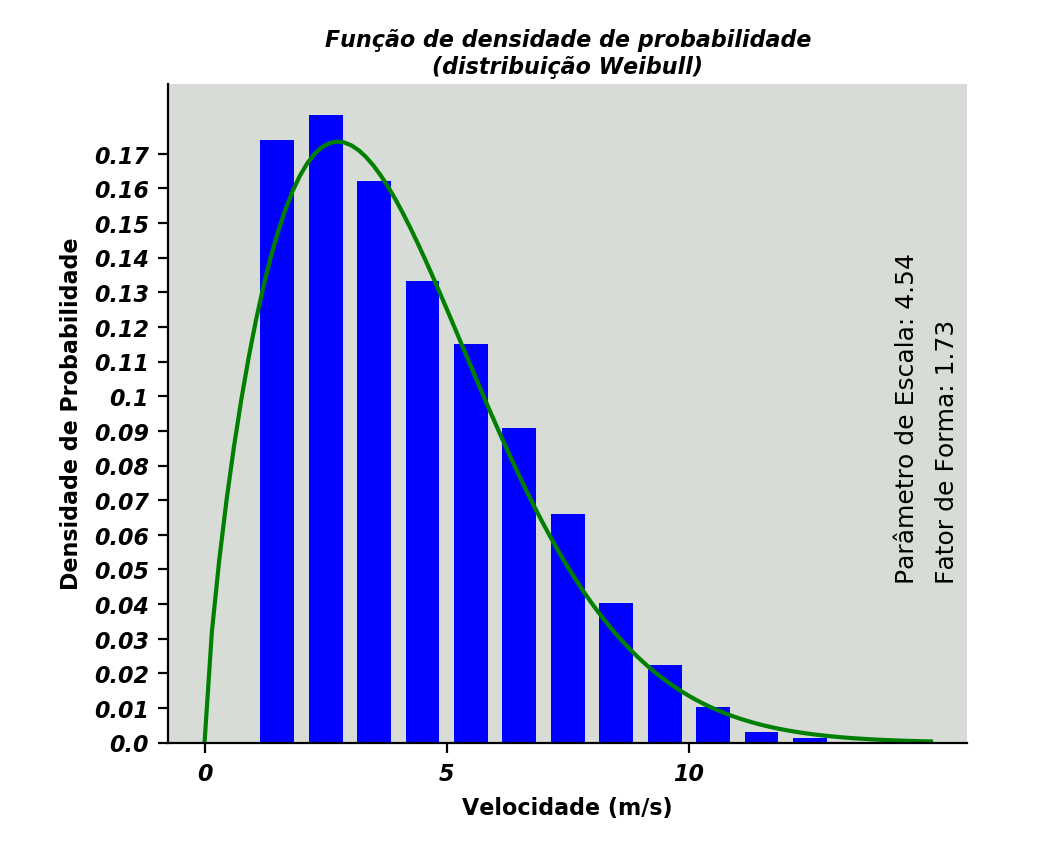 Função de densidade de probabilidade
(distribuição Weibull)
Densidade de Probabilidade
0.17
0.16
0.15
0.14
0.13
0.12
0.11
0.1
0.09
0.08
0.07
0.06
0.05
0.04
0.03
0.02
0.01
0.0
Parâmetro de Escala: 4.54
Fator de Forma: 1.73
0 5 10
Velocidade (m/s)